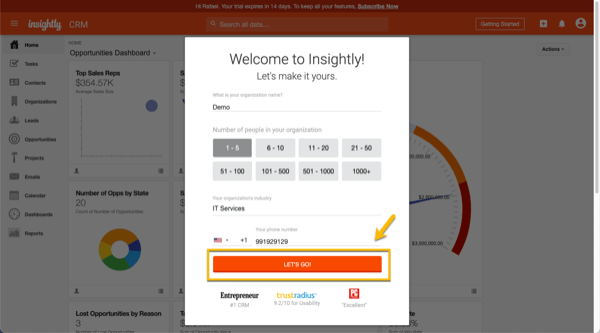 Hi Rafael. Your trial expires in 14 days. To keep all your features, Subscribe Now
insightly CRM
Search all data...
Getting Started
HOME
Opportunities Dashboard
Actions
Home
Tasks
Contacts
Organizations
Leads
Opportunities
Projects
Emails
Calendar
Dashboards
Reports
Top Sales Reps
$354.57K
Average Sales Size
Number of Opps by State
20
Count of Number of Opportunities
Lost Opportunities by Reason
3
Welcome to Insightly!
Let's make it yours.
What is your organization name?
Demo
Number of people in your organization
1 - 5
6 - 10
11 - 20
21 - 50
51 - 100
101 - 500
501 - 1000
1000+
Your organization's industry
IT Services
Your phone number
+1 991929129
LET'S GO!
Entrepreneur
#1 CRM
trustradius
9.2/10 for Usability
PC
"Excellent"
$3,000,000.00